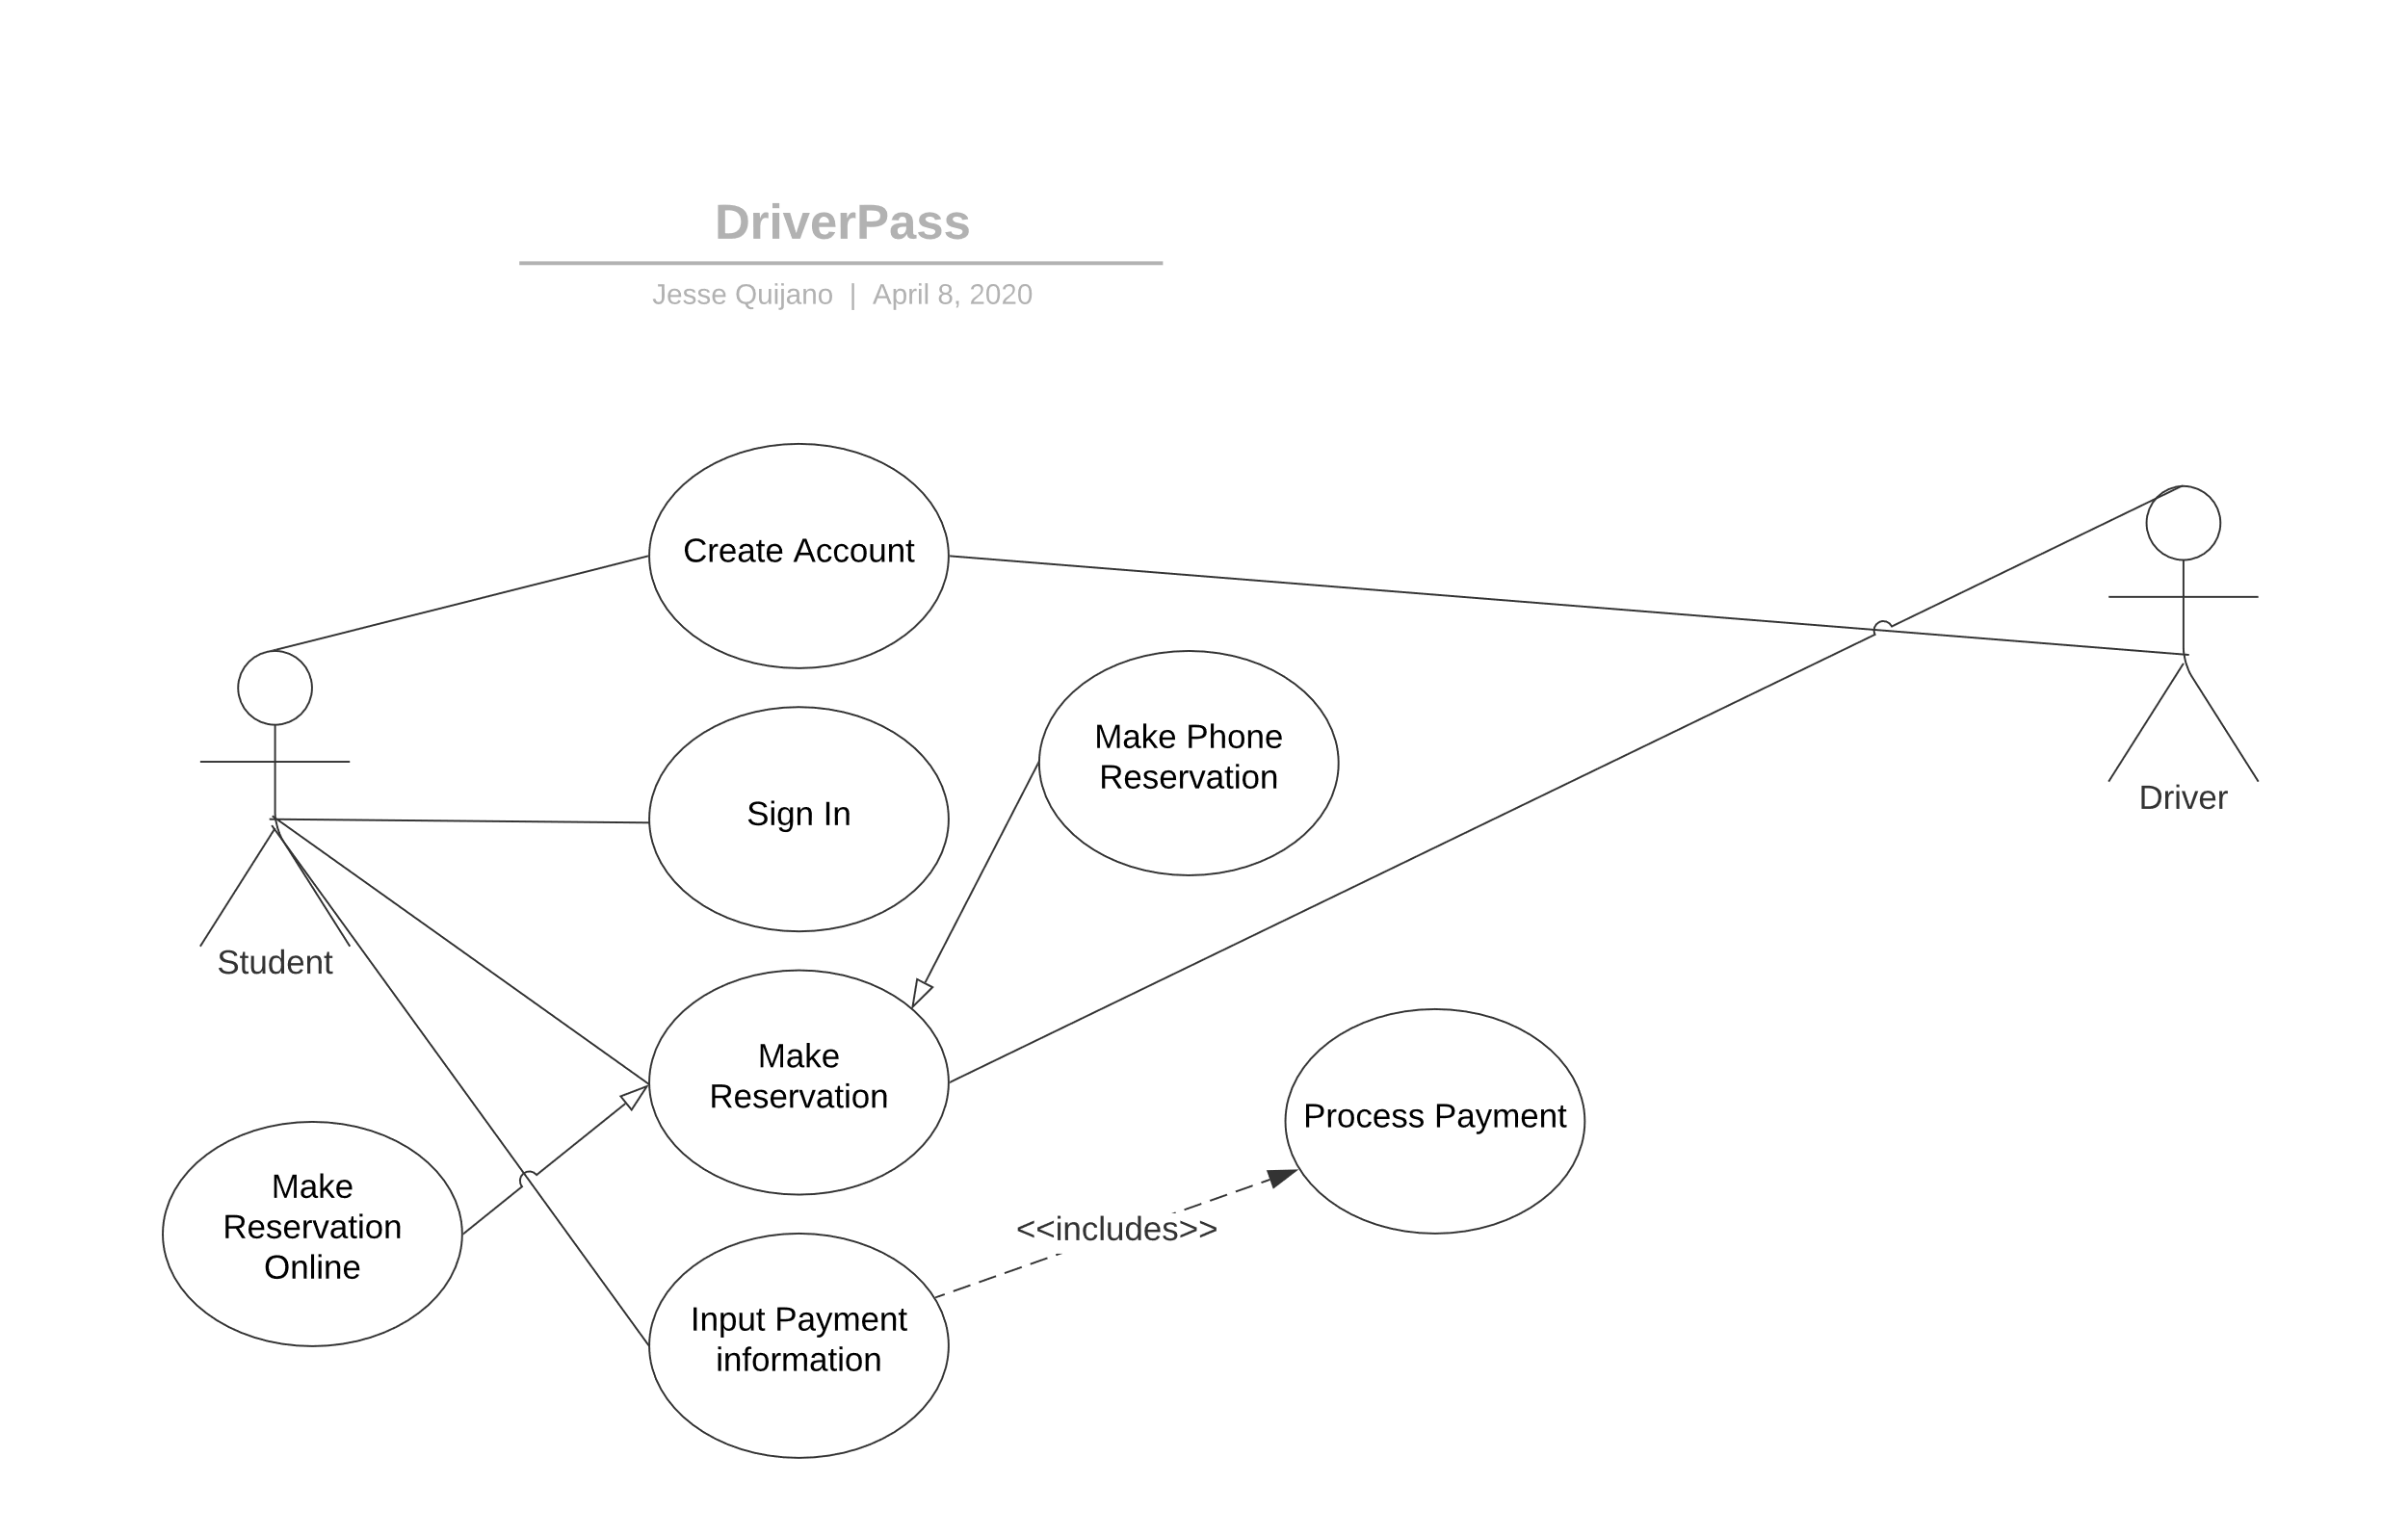 DriverPass
Jesse Quijano | April 8, 2020
Create Account
Make Phone
Reservation
Driver
Sign In
Student
Make
Reservation
Process Payment
Make
Reservation
Online
<<includes>>
Input Payment
information